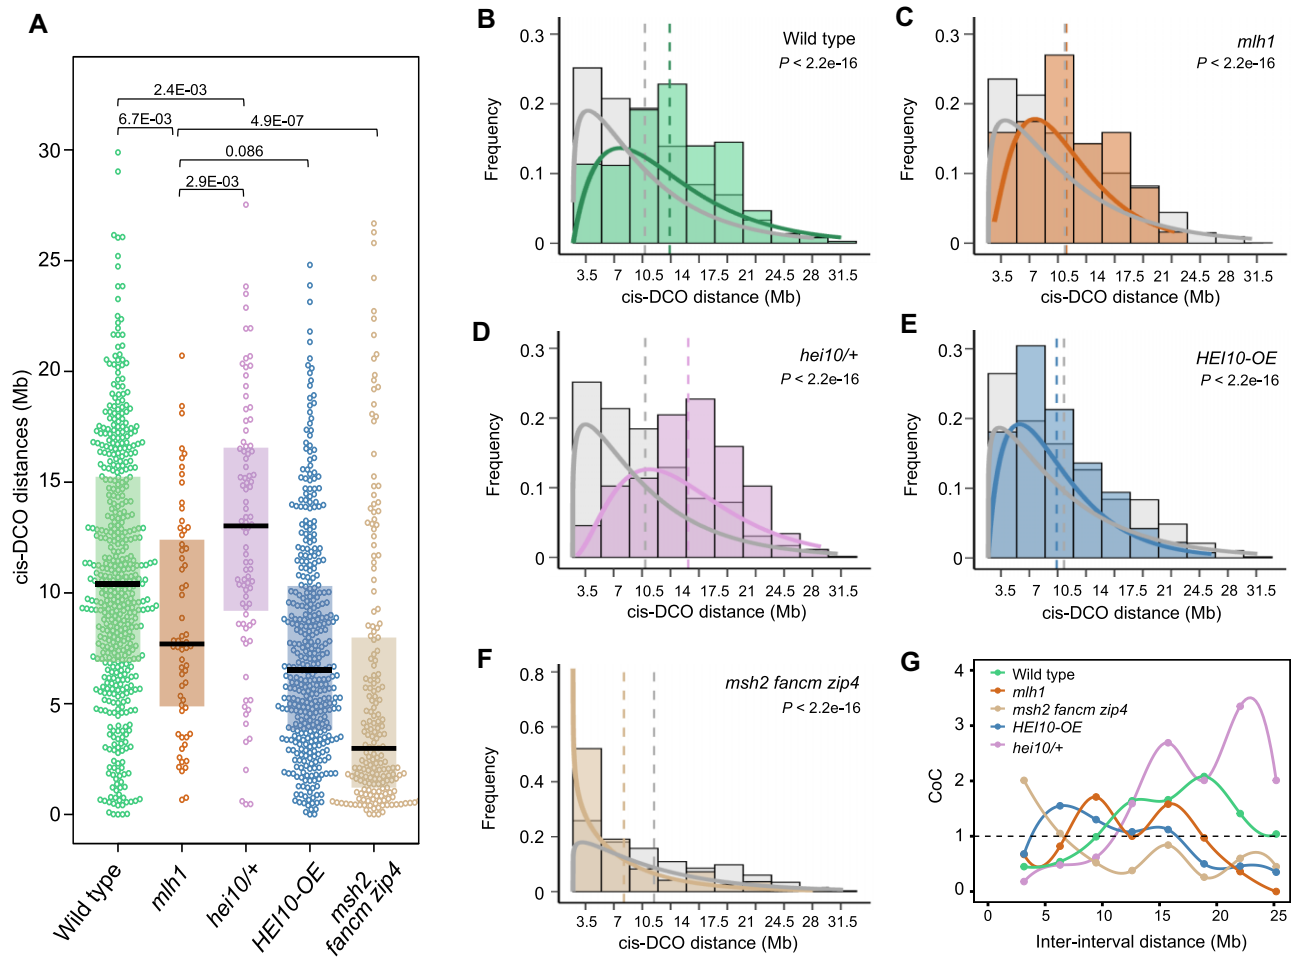 A
cis-DCO distances (Mb)
30
25
20
15
10
5
0
2.4E-03
6.7E-03
4.9E-07
0.086
2.9E-03
Wild type
mlh1
hei10/+
HEI10-OE
msh2
fancm zip4
B
Wild type
P < 2.2e-16
Frequency
0.3
0.2
0.1
0
3.5 7 10.5 14 17.5 21 24.5 28 31.5
cis-DCO distance (Mb)
C
mlh1
P < 2.2e-16
Frequency
0.3
0.2
0.1
0
3.5 7 10.5 14 17.5 21 24.5 28 31.5
cis-DCO distance (Mb)
D
hei10/+
P < 2.2e-16
Frequency
0.3
0.2
0.1
0
3.5 7 10.5 14 17.5 21 24.5 28 31.5
cis-DCO distance (Mb)
E
HEI10-OE
P < 2.2e-16
Frequency
0.3
0.2
0.1
0
3.5 7 10.5 14 17.5 21 24.5 28 31.5
cis-DCO distance (Mb)
F
msh2 fancm zip4
P < 2.2e-16
Frequency
0.8
0.6
0.4
0.2
0
3.5 7 10.5 14 17.5 21 24.5 28 31.5
cis-DCO distance (Mb)
G
Wild type
mlh1
msh2 fancm zip4
HEI10-OE
hei10/+
CoC
4
3
2
1
0
0 5 10 15 20 25
Inter-interval distance (Mb)